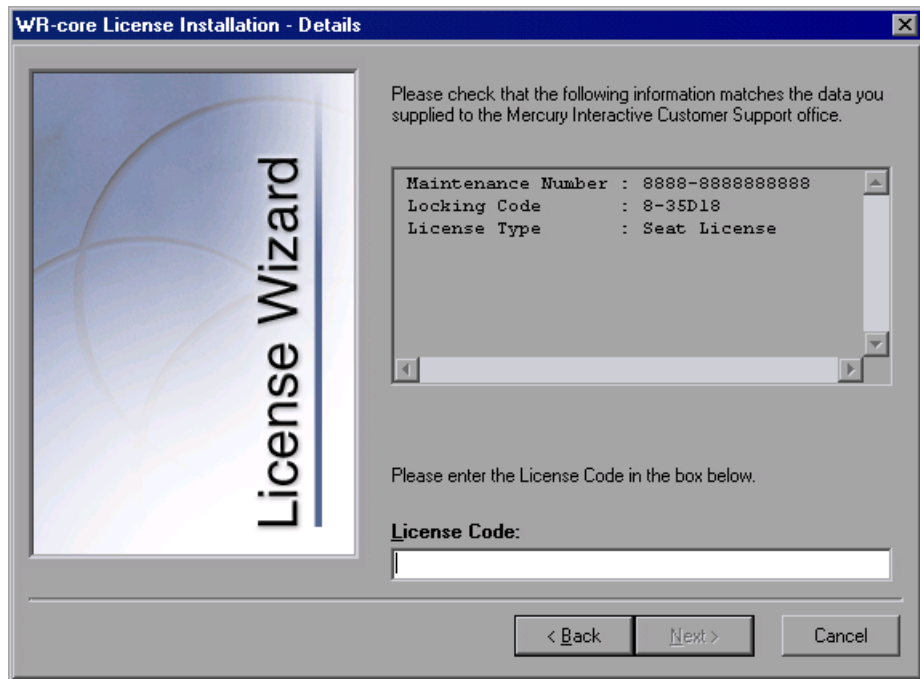 WR-core License Installation - Details
License Wizard
Please check that the following information matches the data you
supplied to the Mercury Interactive Customer Support office.
Maintenance Number : 8888-8888888888
Locking Code : 8-35D18
License Type : Seat License
Please enter the License Code in the box below.
License Code:
< Back
Next >
Cancel